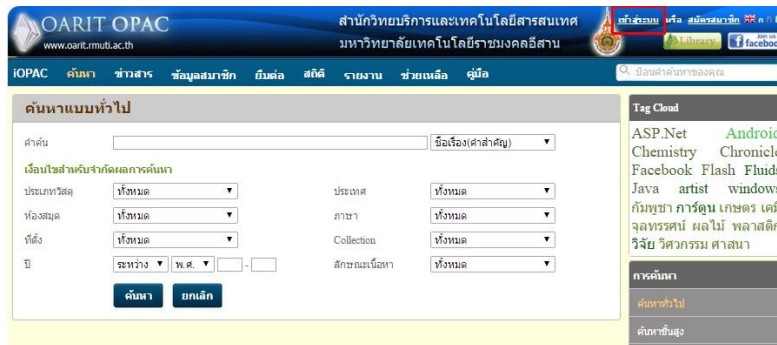 OARIT OPAC
www.oarit.rmuti.ac.th
สำนักวิทยบริการและเทคโนโลยีสารสนเทศ
มหาวิทยาลัยเทคโนโลยีราชมงคลอีสาน
เข้าสู่ระบบ หรือ สมัครสมาชิก
Library
Join us
facebook
iOPAC ค้นหา ข่าวสาร ข้อมูลสมาชิก ยืมต่อ สถิติ รายงาน ช่วยเหลือ คู่มือ
ป้อนคำค้นหาของคุณ
ค้นหาแบบทั่วไป
คำค้น ชื่อเรื่อง(คำสำคัญ)
เงื่อนไขสำหรับจำกัดผลการค้นหา
ประเภทวัสดุ ทั้งหมด ประเทศ ทั้งหมด
ห้องสมุด ทั้งหมด ภาษา ทั้งหมด
ที่ตั้ง ทั้งหมด Collection ทั้งหมด
ปี ระหว่าง พ.ศ. - ลักษณะเนื้อหา ทั้งหมด
ค้นหา ยกเลิก
Tag Cloud
ASP.Net Android
Chemistry Chronicle
Facebook Flash Fluids
Java artist windows
กัมพูชา การ์ตูน เกษตร เคมี
จุลทรรศน์ ผลไม้ พลาสติก
วิจัย วิศวกรรม ศาสนา
การค้นหา
ค้นหาทั่วไป
ค้นหาขั้นสูง